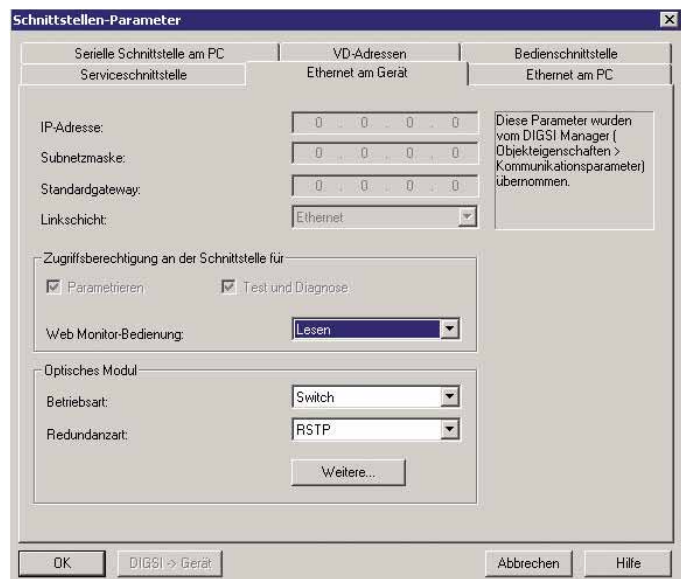 Schnittstellen-Parameter
Serielle Schnittstelle am PC
VD-Adressen
Bedienschnittstelle
Serviceschnittstelle
Ethernet am Gerät
Ethernet am PC
IP-Adresse:
0 . 0 . 0 . 0
Subnetzmaske:
0 . 0 . 0 . 0
Standardgateway:
0 . 0 . 0 . 0
Linkschicht:
Ethernet
Diese Parameter wurden
vom DIGSI Manager (
Objekteigenschaften >
Kommunikationsparameter)
übernommen.
Zugriffsberechtigung an der Schnittstelle für
Parametrieren
Test und Diagnose
Web Monitor-Bedienung:
Lesen
Optisches Modul
Betriebsart:
Switch
Redundanzart:
RSTP
Weitere...
OK
DIGSI -> Gerät
Abbrechen
Hilfe